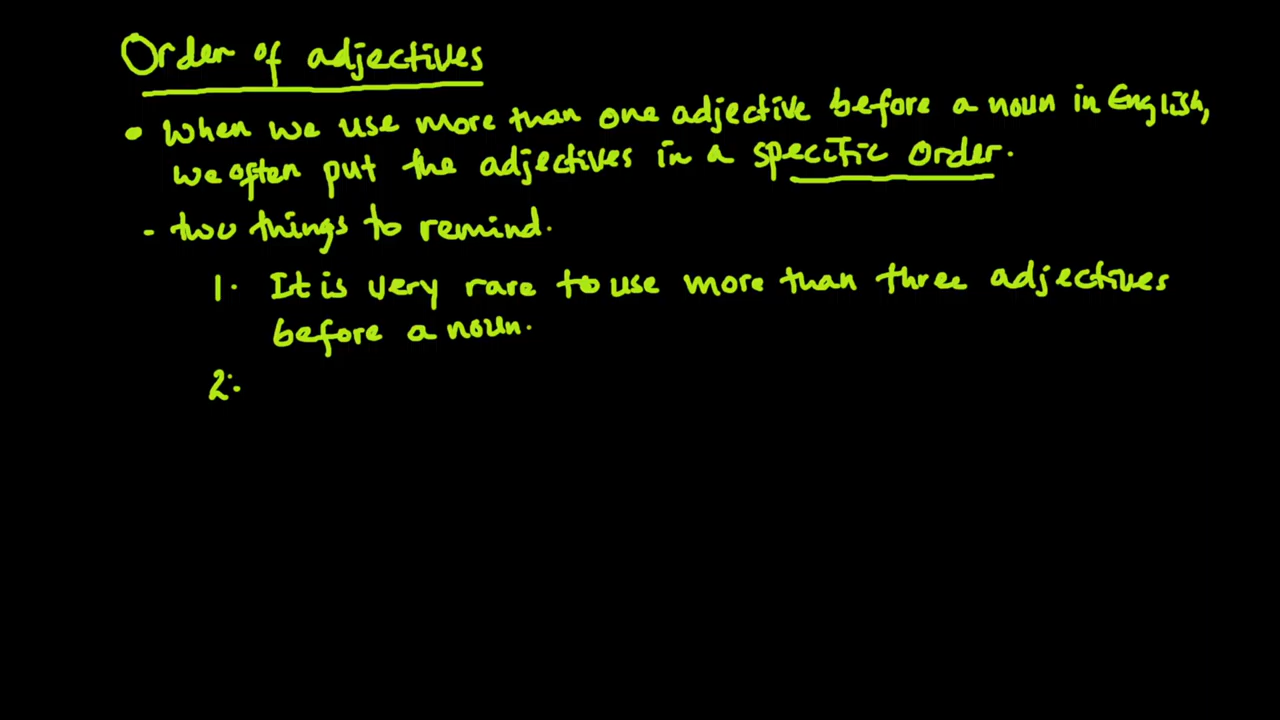 Order of adjectives
• When we use more than one adjective before a noun in English,
we often put the adjectives in a specific order.
- two things to remind.
1. It is very rare to use more than three adjectives
before a noun.
2.